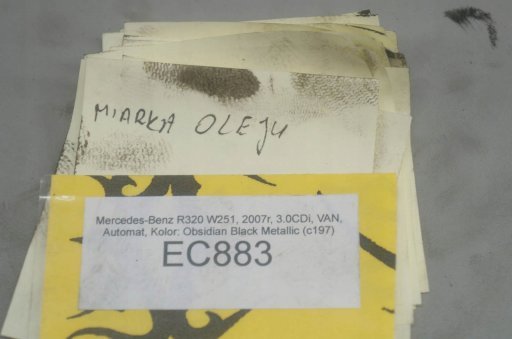 MIARKA OLEJU
Mercedes-Benz R320 W251, 2007r, 3.0CDi, VAN,
Automat, Kolor: Obsidian Black Metallic (c197)
EC883